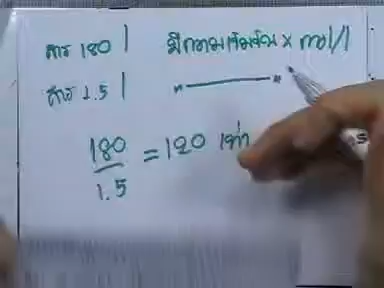 สาร 180 l มีความเข้มข้น x mol/l
สาร 1.5 l
180
1.5
= 120 เท่า